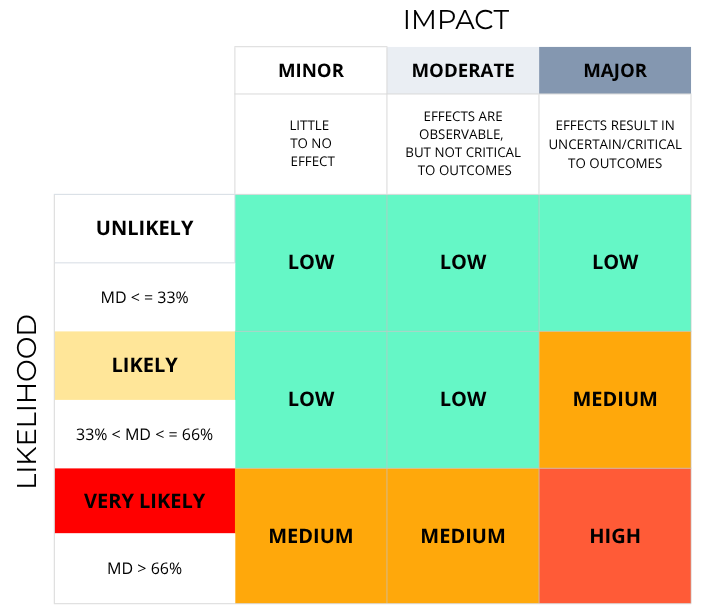 IMPACT
MINOR
MODERATE
MAJOR
LITTLE
TO NO
EFFECT
EFFECTS ARE
OBSERVABLE,
BUT NOT CRITICAL
TO OUTCOMES
EFFECTS RESULT IN
UNCERTAIN/CRITICAL
TO OUTCOMES
LIKELIHOOD
UNLIKELY
MD < = 33%
LOW
LOW
LOW
LIKELY
33% < MD < = 66%
LOW
LOW
MEDIUM
VERY LIKELY
MD > 66%
MEDIUM
MEDIUM
HIGH